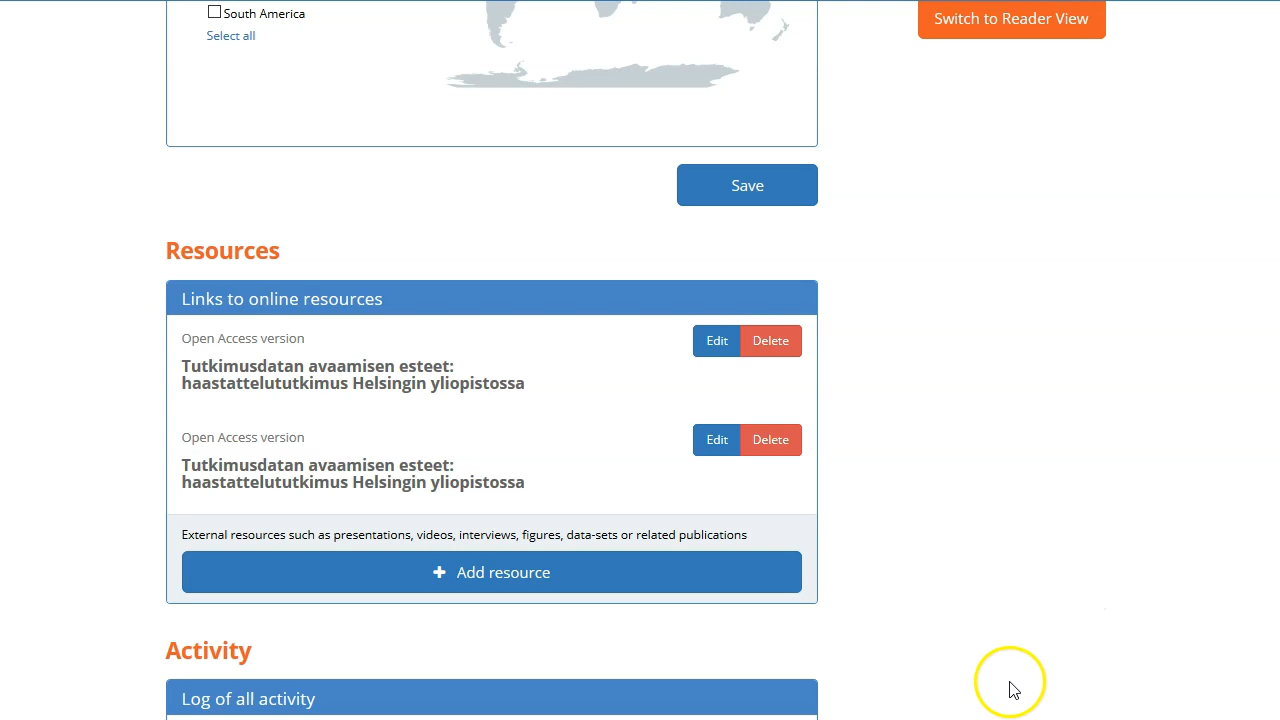 South America
Select all
Switch to Reader View
Save
Resources
Links to online resources
Open Access version
Edit
Delete
Tutkimusdatan avaamisen esteet:
haastattelututkimus Helsingin yliopistossa
Open Access version
Edit
Delete
Tutkimusdatan avaamisen esteet:
haastattelututkimus Helsingin yliopistossa
External resources such as presentations, videos, interviews, figures, data-sets or related publications
Add resource
Activity
Log of all activity